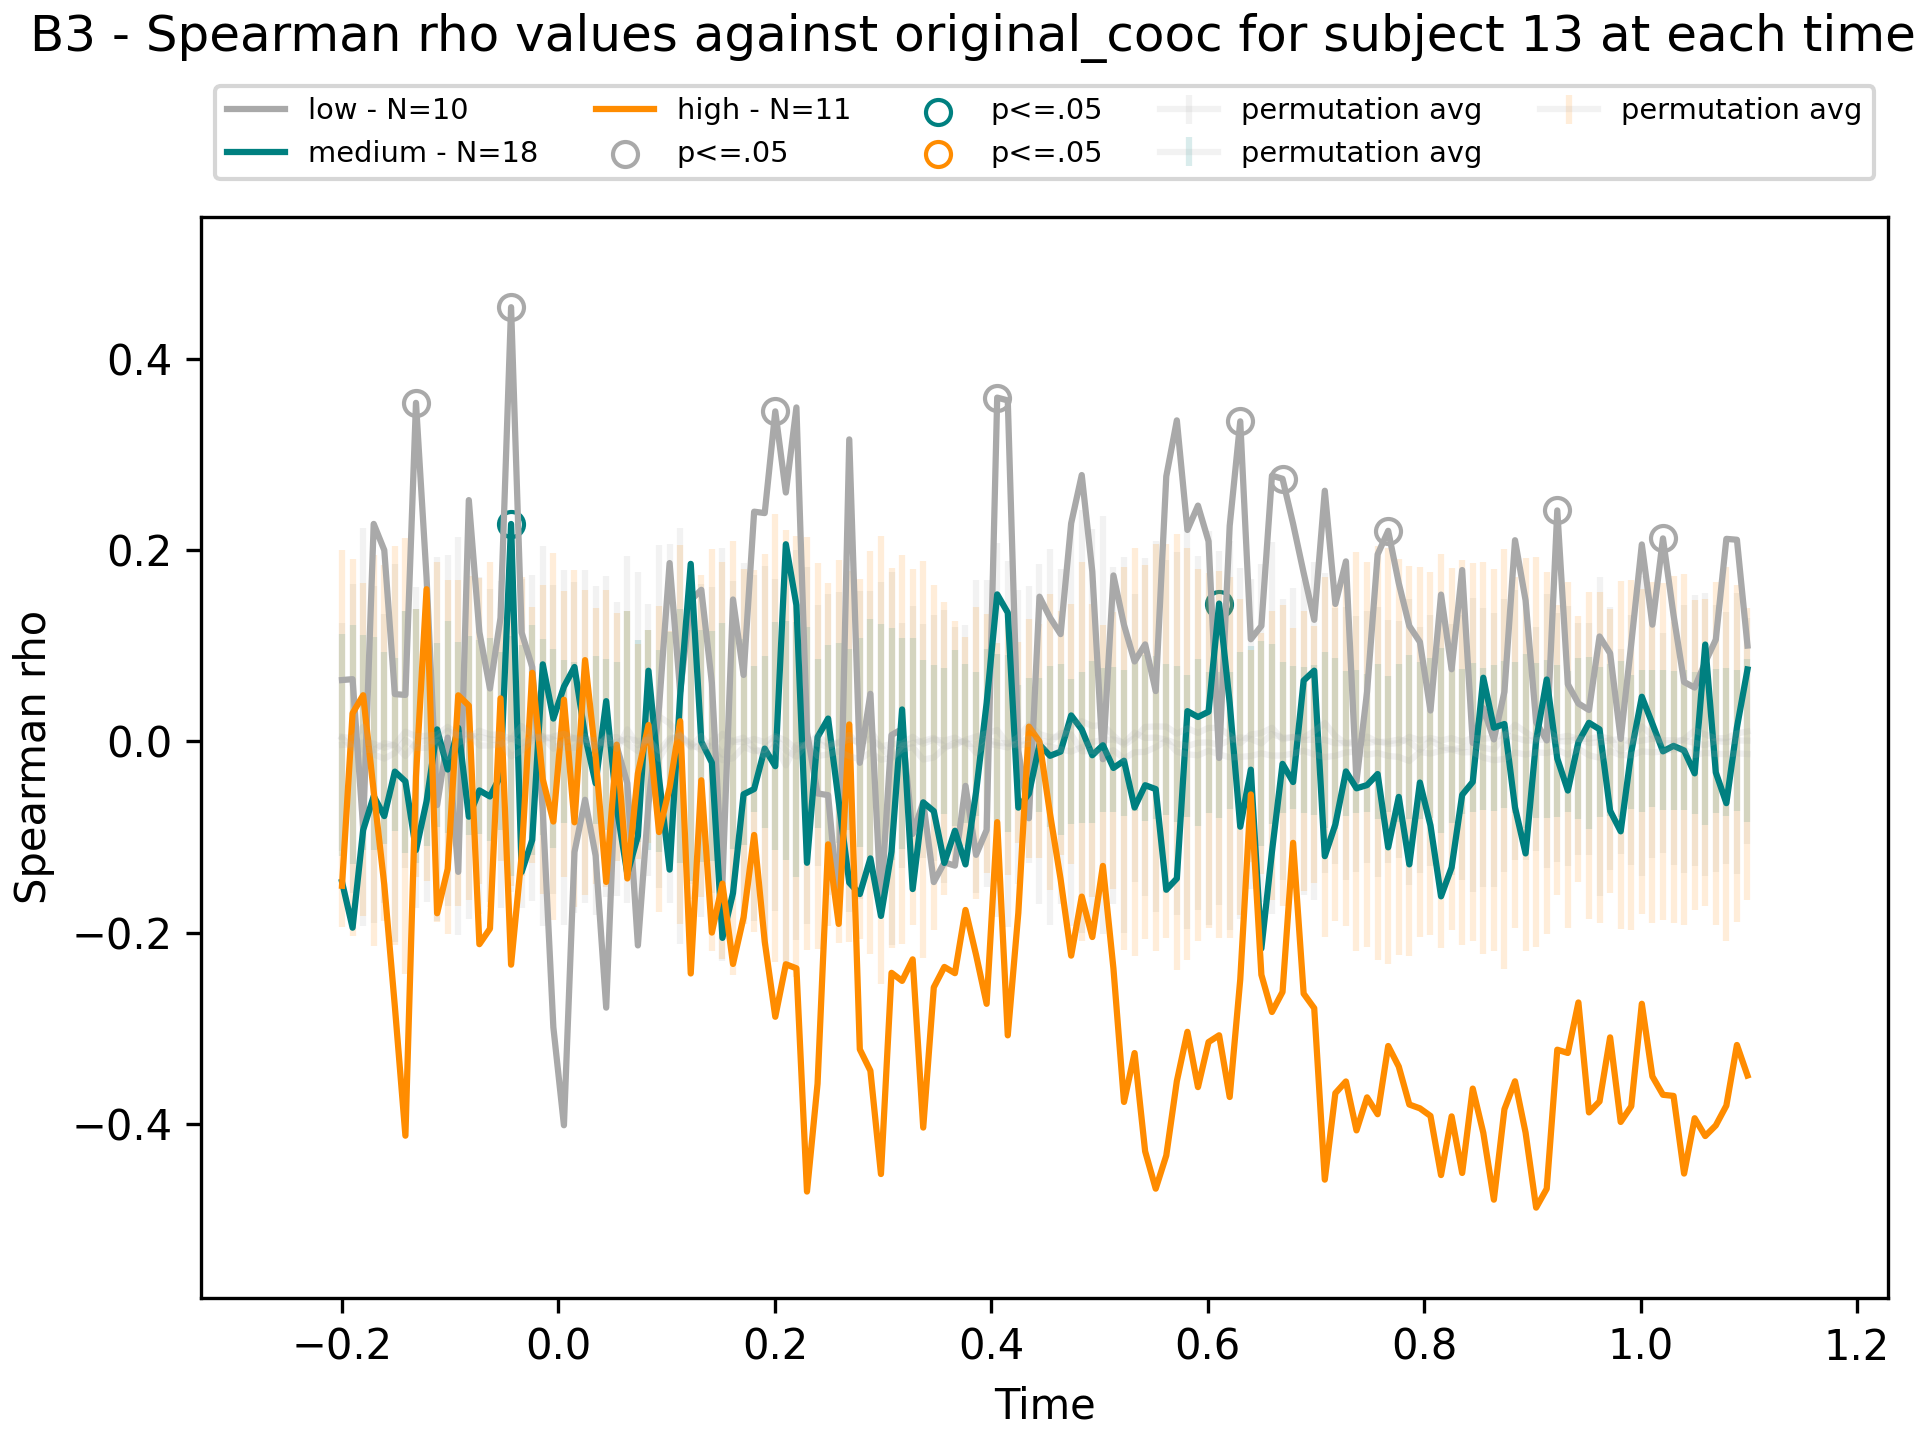 B3 - Spearman rho values against original_cooc for subject 13 at each time
low - N=10
medium - N=18
high - N=11
p<=.05
p<=.05
p<=.05
permutation avg
permutation avg
permutation avg
Spearman rho
0.4
0.2
0.0
−0.2
−0.4
−0.2
0.0
0.2
0.4
0.6
0.8
1.0
1.2
Time